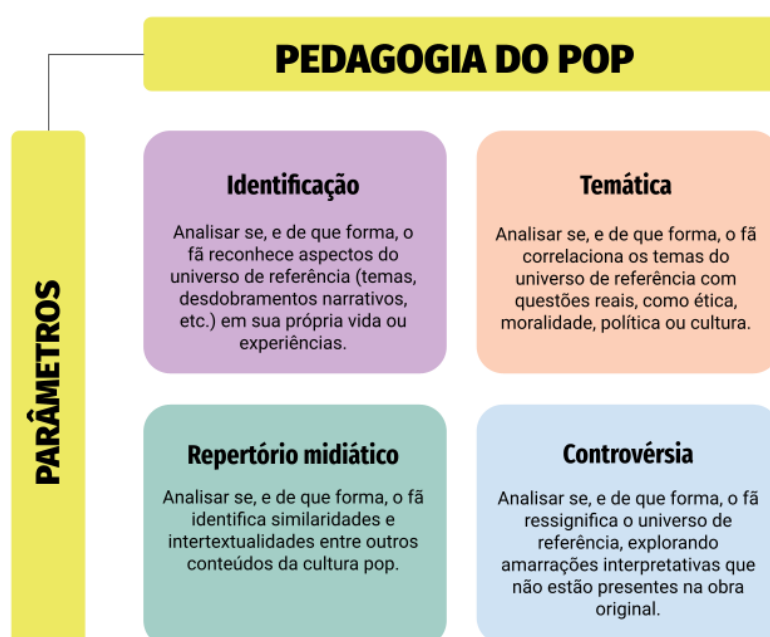 PEDAGOGIA DO POP
PARÂMETROS
Identificação
Analisar se, e de que forma, o
fã reconhece aspectos do
universo de referência (temas,
desdobramentos narrativos,
etc.) em sua própria vida ou
experiências.
Temática
Analisar se, e de que forma, o fã
correlaciona os temas do
universo de referência com
questões reais, como ética,
moralidade, política ou cultura.
Repertório midiático
Analisar se, e de que forma, o fã
identifica similaridades e
intertextualidades entre outros
conteúdos da cultura pop.
Controvérsia
Analisar se, e de que forma, o fã
ressignifica o universo de
referência, explorando
amarrações interpretativas que
não estão presentes na obra
original.